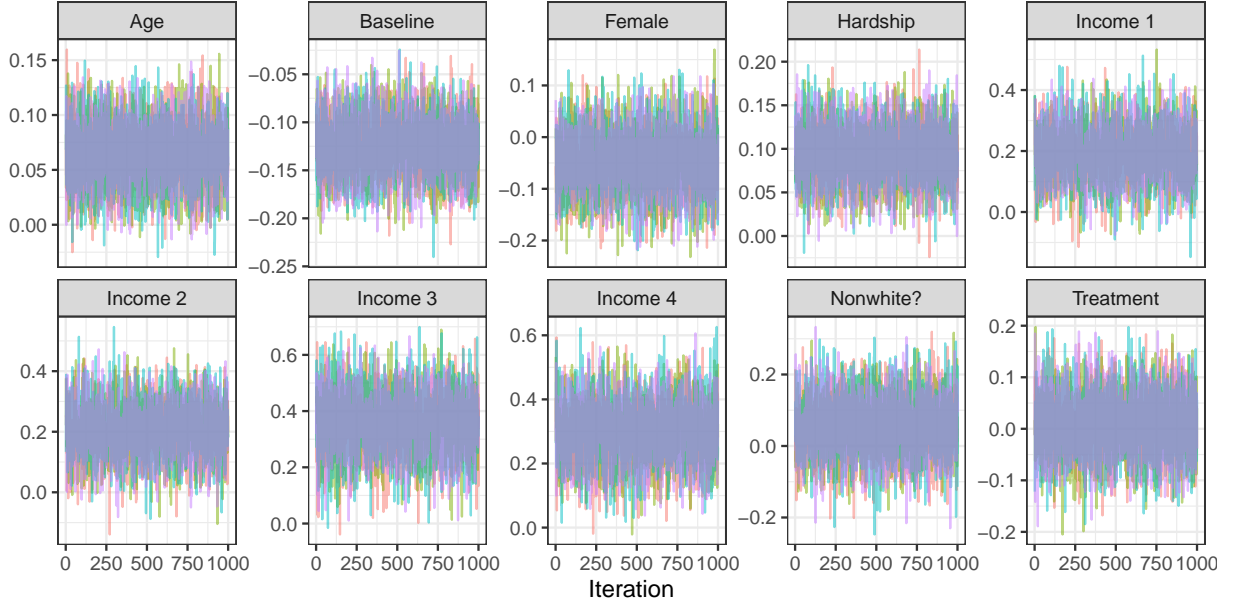 Age Baseline Female Hardship Income 1
0.15 0.10 0.05 0.00
−0.05 −0.10 −0.15 −0.20 −0.25
0.1 0.0 −0.1 −0.2
0.20 0.15 0.10 0.05 0.00
0.4 0.2 0.0
Income 2 Income 3 Income 4 Nonwhite? Treatment
0.4 0.2 0.0
0.6 0.4 0.2 0.0
0.6 0.4 0.2 0.0
0.2 0.0 −0.2
0.2 0.1 0.0 −0.1 −0.2
0 250 500 750 1000 0 250 500 750 1000 0 250 500 750 1000 0 250 500 750 1000 0 250 500 750 1000
Iteration